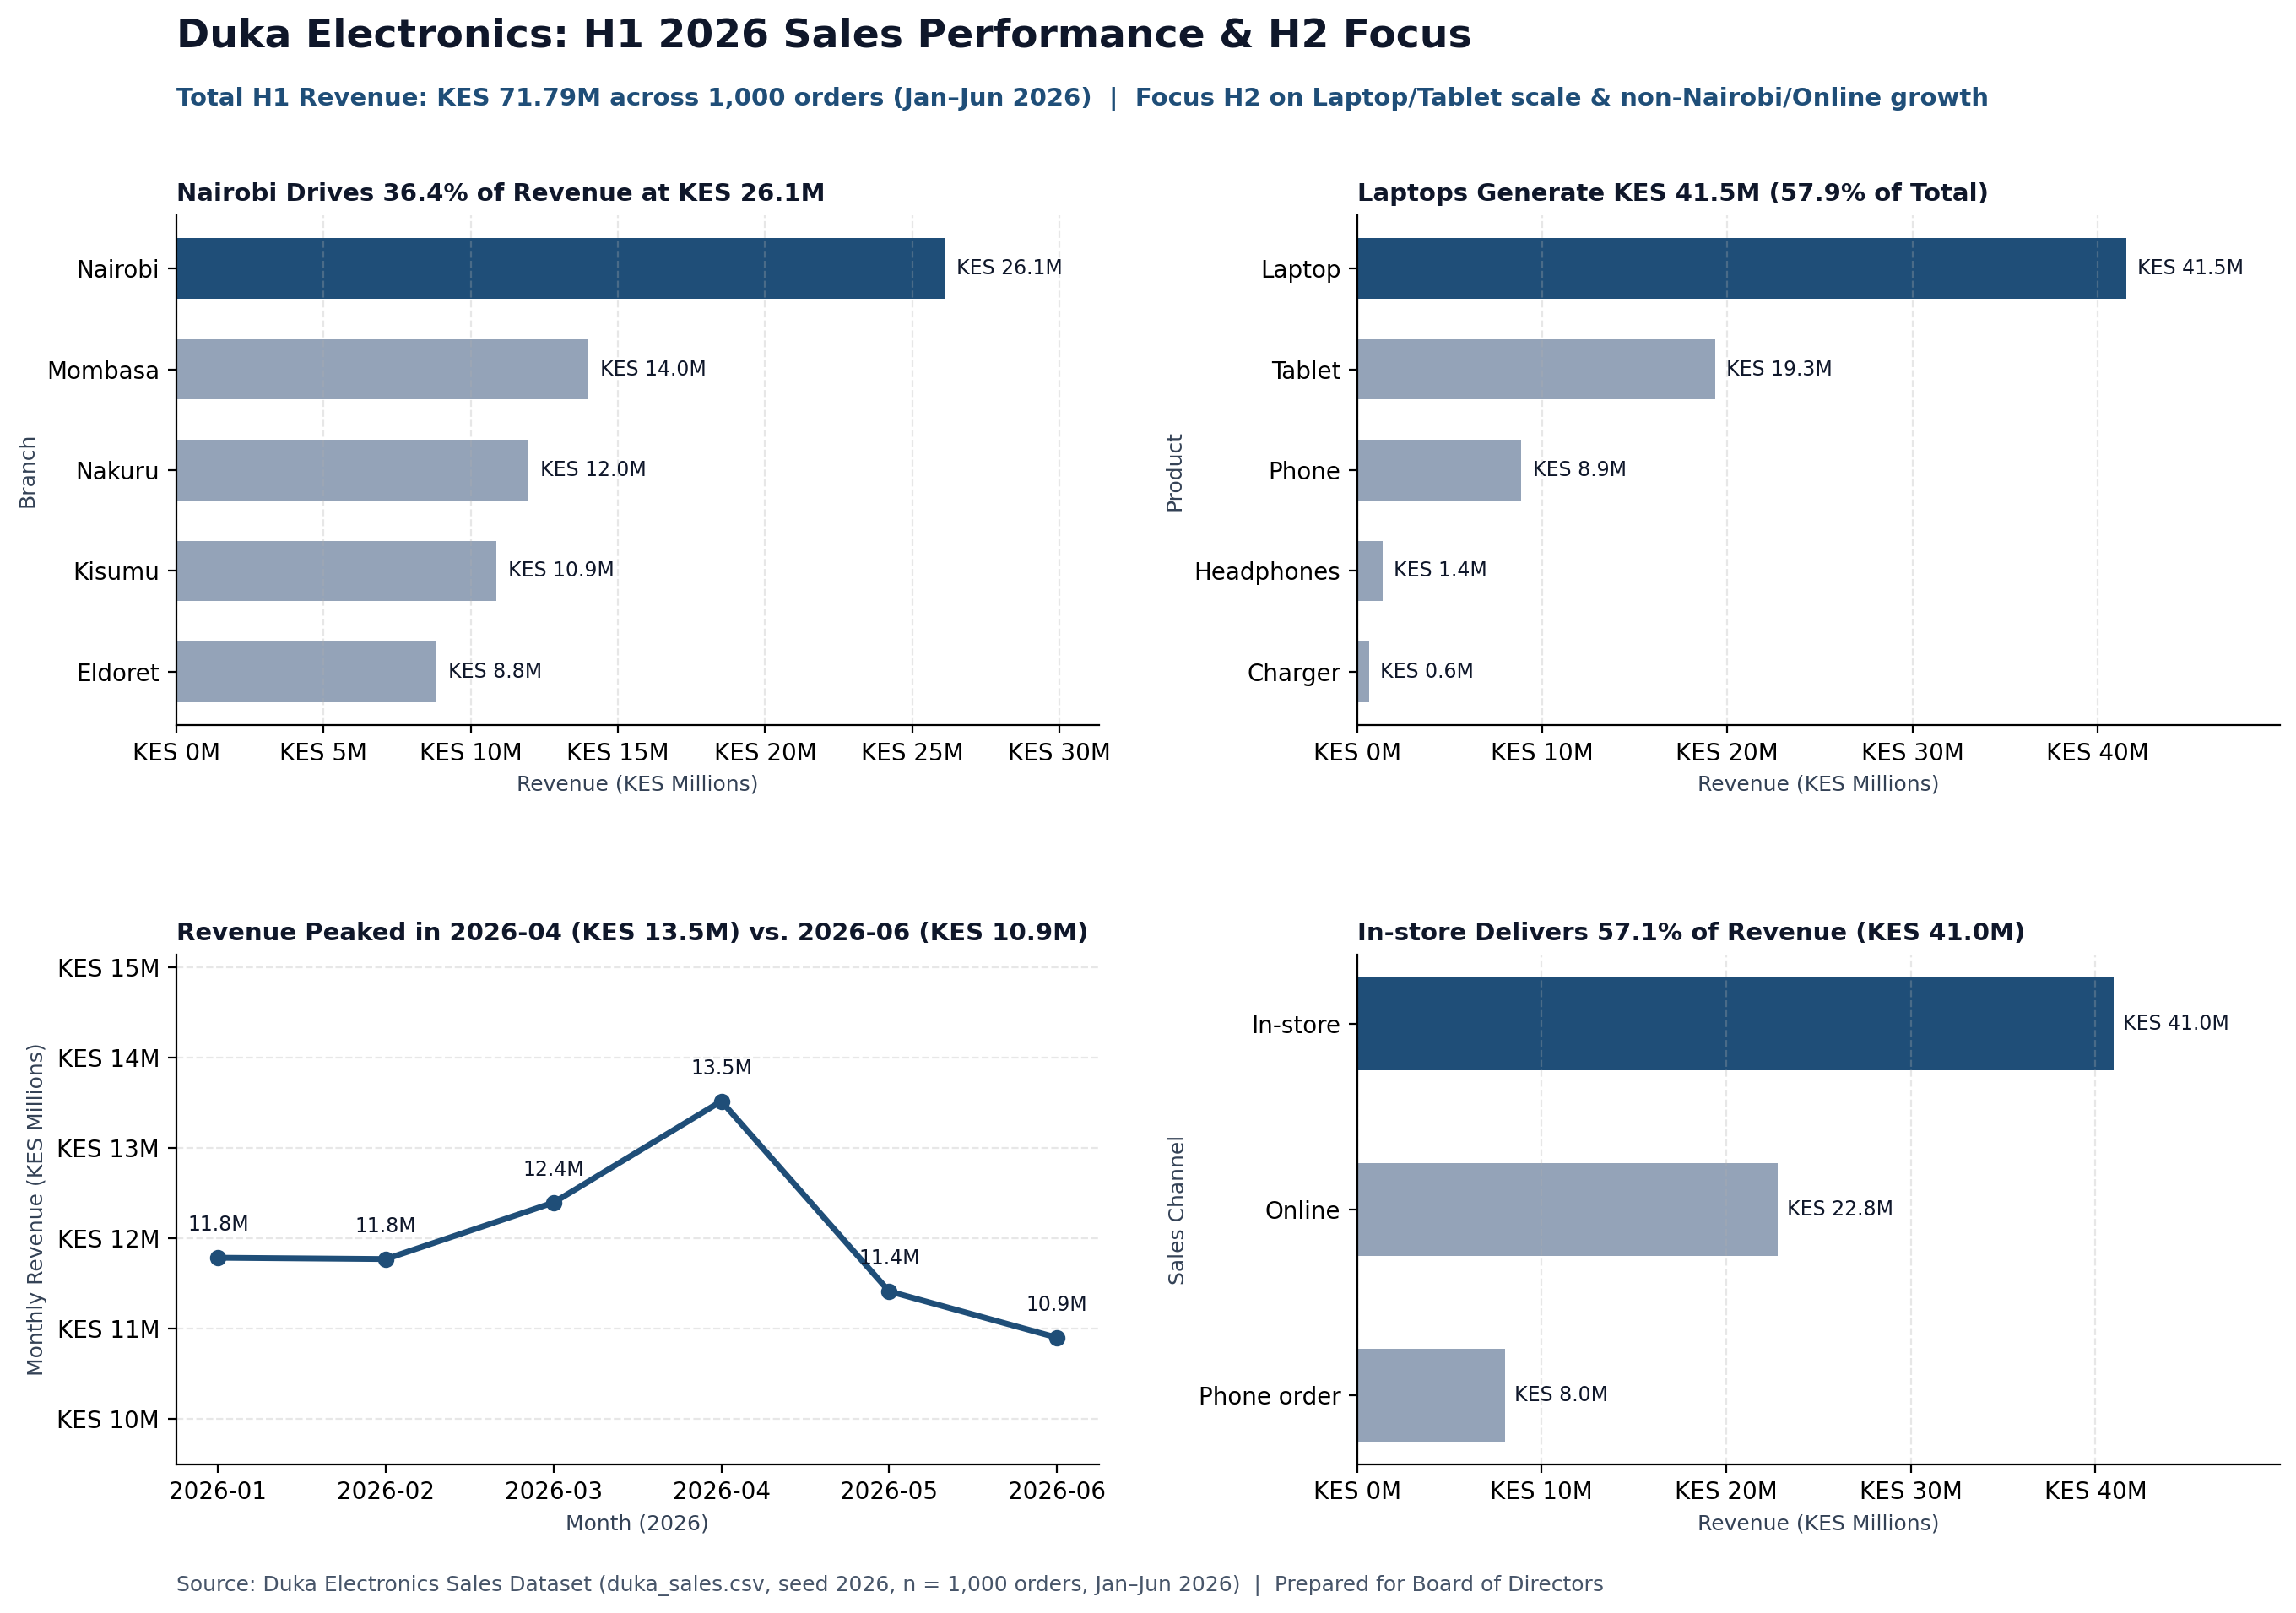 Duka Electronics: H1 2026 Sales Performance & H2 Focus
Total H1 Revenue: KES 71.79M across 1,000 orders (Jan–Jun 2026)  |  Focus H2 on Laptop/Tablet scale & non-Nairobi/Online growth
Nairobi Drives 36.4% of Revenue at KES 26.1M
Branch
Nairobi
KES 26.1M
Mombasa
KES 14.0M
Nakuru
KES 12.0M
Kisumu
KES 10.9M
Eldoret
KES 8.8M
KES 0M KES 5M KES 10M KES 15M KES 20M KES 25M KES 30M
Revenue (KES Millions)
Laptops Generate KES 41.5M (57.9% of Total)
Product
Laptop
KES 41.5M
Tablet
KES 19.3M
Phone
KES 8.9M
Headphones
KES 1.4M
Charger
KES 0.6M
KES 0M KES 10M KES 20M KES 30M KES 40M
Revenue (KES Millions)
Revenue Peaked in 2026-04 (KES 13.5M) vs. 2026-06 (KES 10.9M)
Monthly Revenue (KES Millions)
KES 15M
KES 14M
KES 13M
KES 12M
KES 11M
KES 10M
11.8M
11.8M
12.4M
13.5M
11.4M
10.9M
2026-01 2026-02 2026-03 2026-04 2026-05 2026-06
Month (2026)
In-store Delivers 57.1% of Revenue (KES 41.0M)
Sales Channel
In-store
KES 41.0M
Online
KES 22.8M
Phone order
KES 8.0M
KES 0M KES 10M KES 20M KES 30M KES 40M
Revenue (KES Millions)
Source: Duka Electronics Sales Dataset (duka_sales.csv, seed 2026, n = 1,000 orders, Jan–Jun 2026)  |  Prepared for Board of Directors